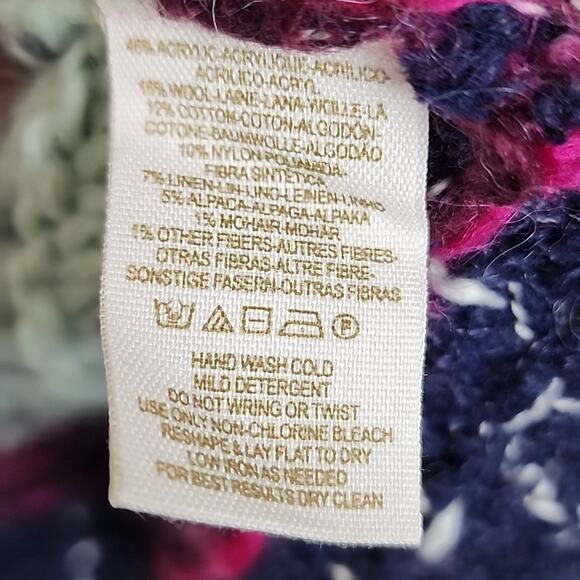 46% ACRYLIC-ACRYLIQUE-ACRILICO-
ACRILICO-ACRYL
18% WOOL-LAINE-LANA-WOLLE-LÃ
12% COTTON-COTON-ALGODÓN-
COTONE-BAUMWOLLE-ALGODAO
10% NYLON-POLIAMIDA-
FIBRA SINTETICA
7% LINEN-LIN-LINO-LEINEN-LINHO
5% ALPACA-ALPAGA-ALPAKA
1% MOHAIR-MOHAR
1% OTHER FIBERS-AUTRES FIBRES-
OTRAS FIBRAS-ALTRE FIBRE-
SONSTIGE FASERN-OUTRAS FIBRAS
P
HAND WASH COLD
MILD DETERGENT
DO NOT WRING OR TWIST
USE ONLY NON-CHLORINE BLEACH
RESHAPE & LAY FLAT TO DRY
LOW IRON AS NEEDED
FOR BEST RESULTS DRY CLEAN